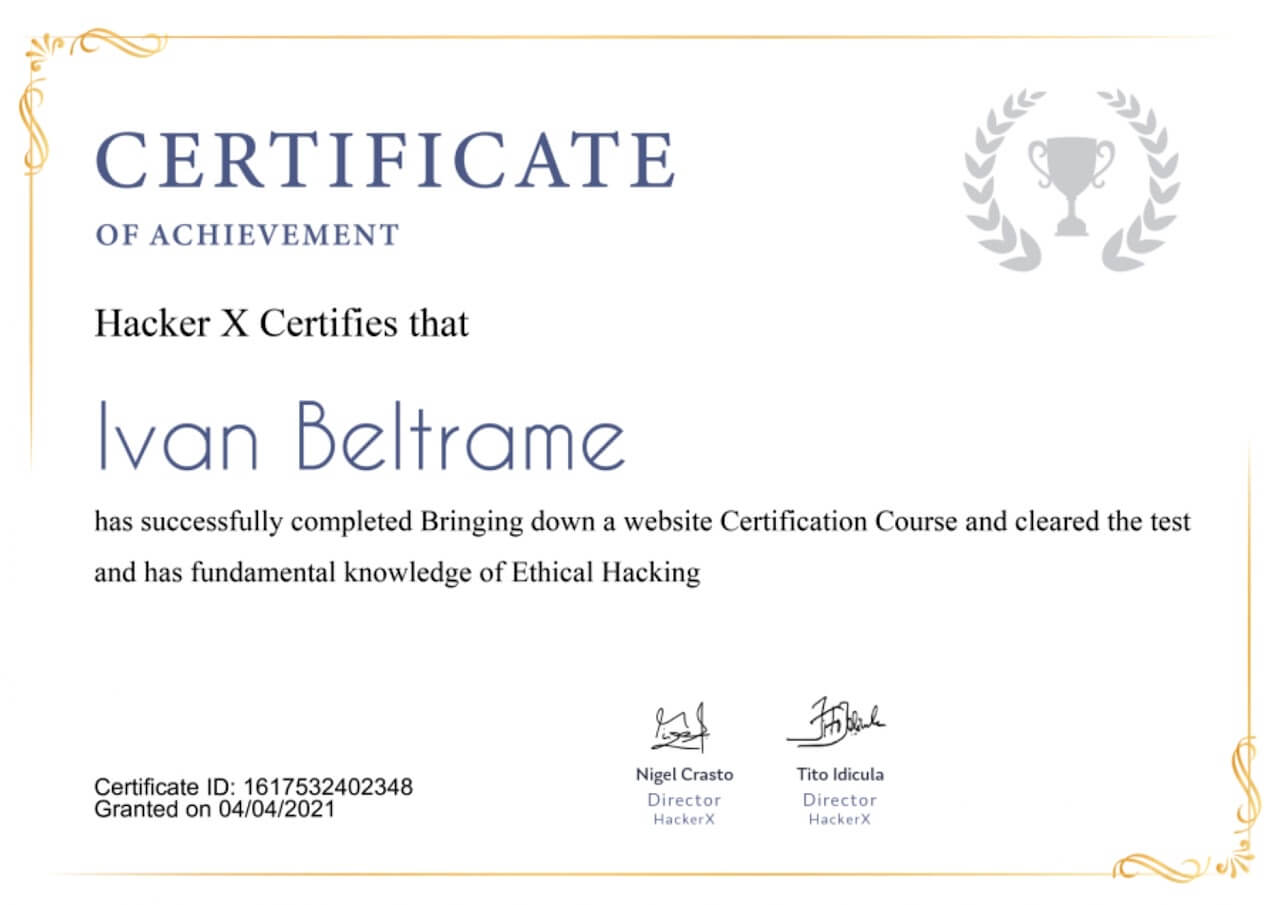 CERTIFICATE
OF ACHIEVEMENT
Hacker X Certifies that
Ivan Beltrame
has successfully completed Bringing down a website Certification Course and cleared the test
and has fundamental knowledge of Ethical Hacking
Certificate ID: 1617532402348
Granted on 04/04/2021
Nigel Crasto
Director
HackerX
Tito Idicula
Director
HackerX